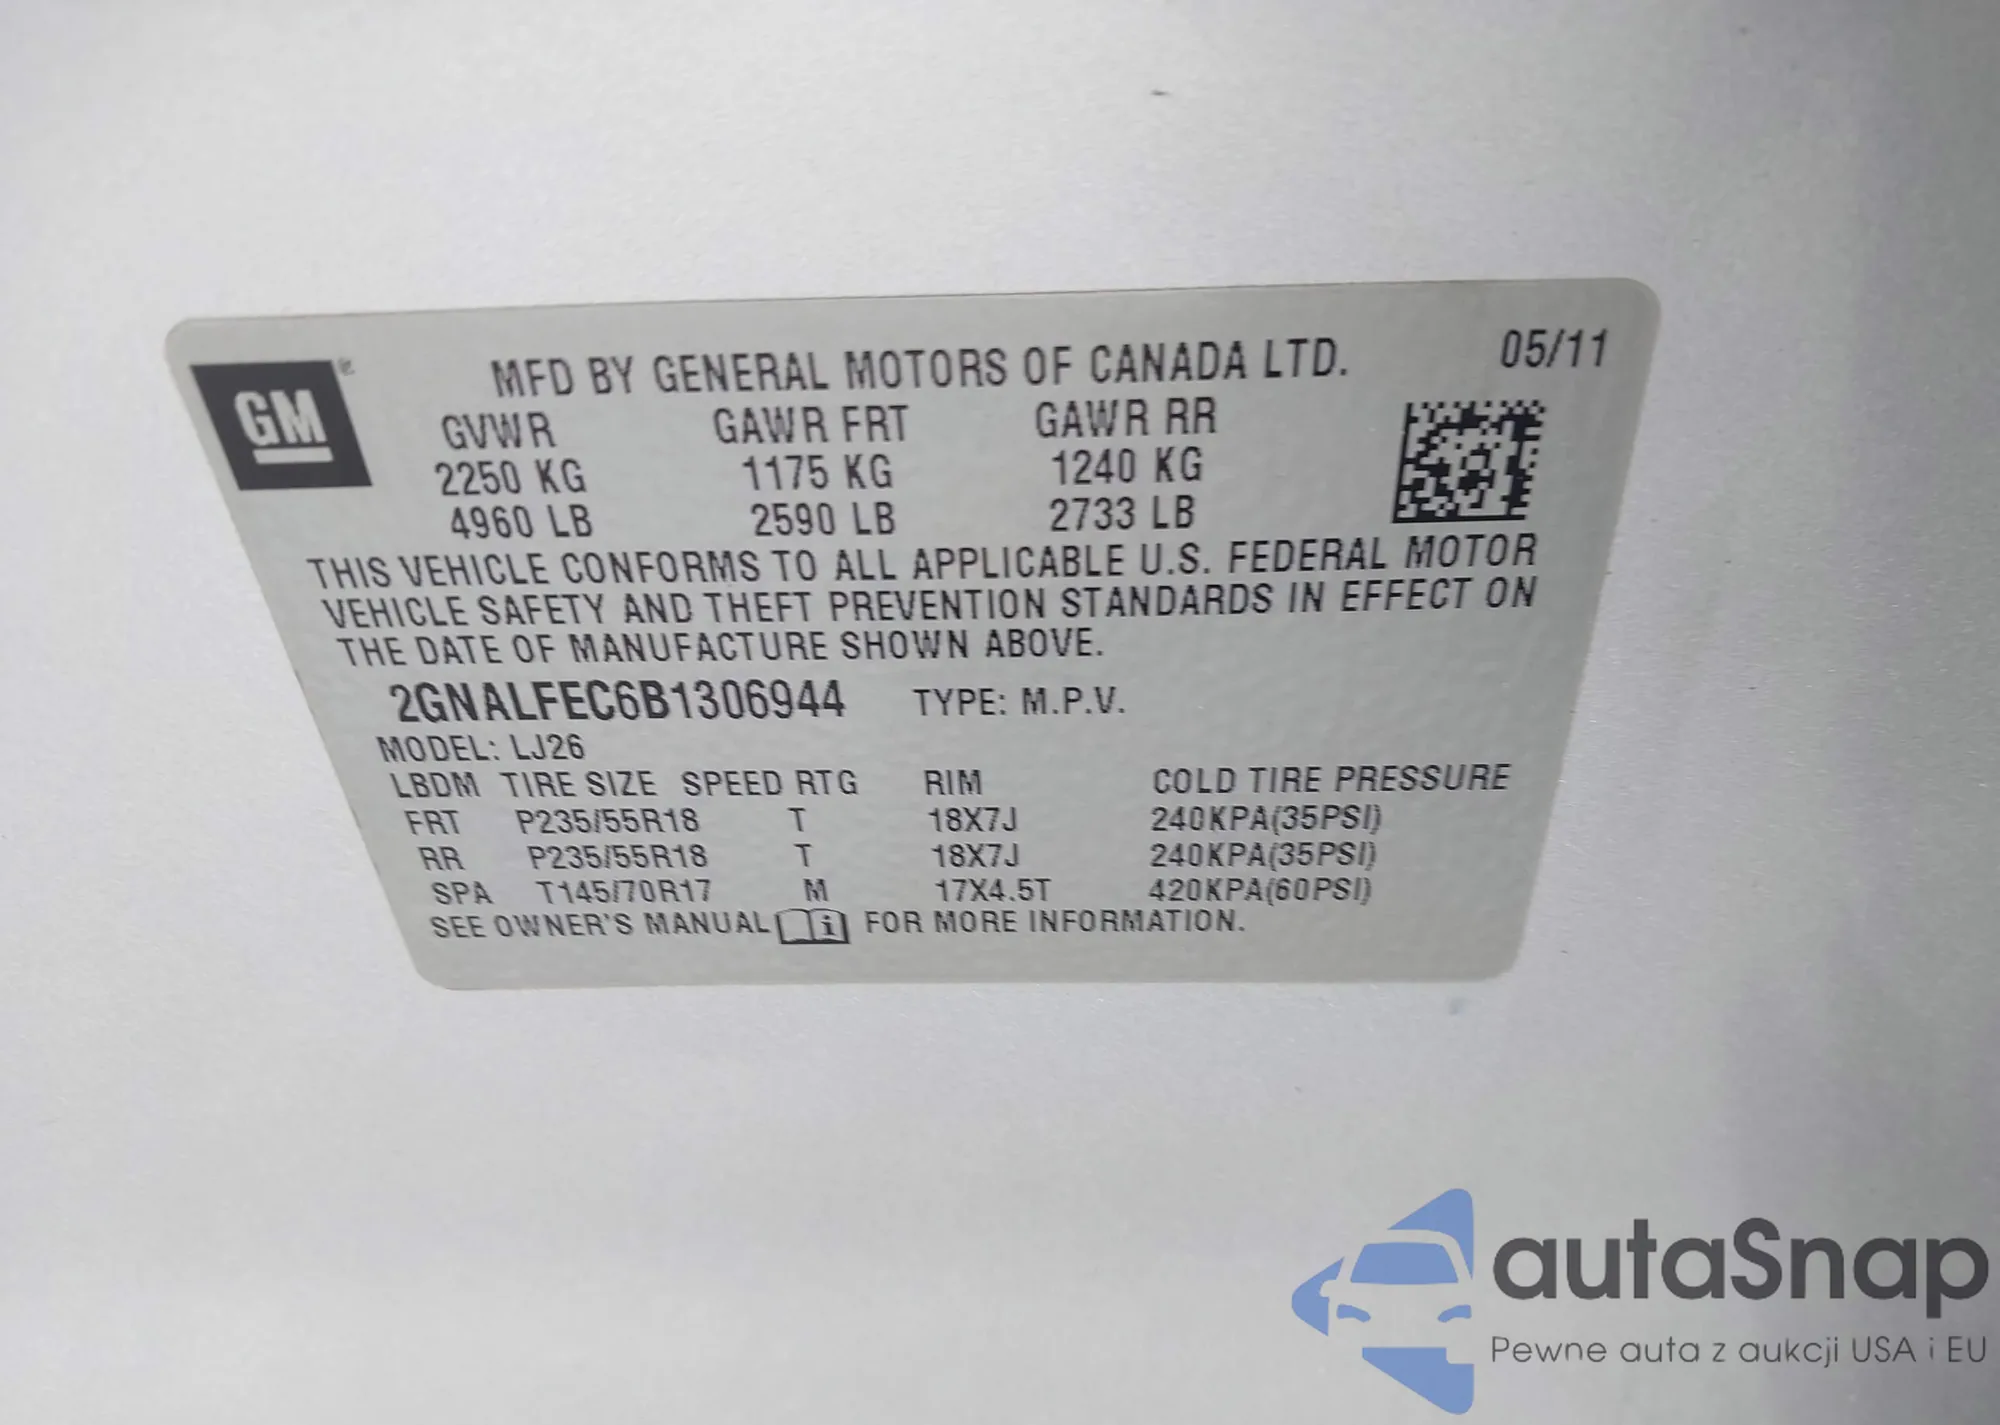 GM
MFD BY GENERAL MOTORS OF CANADA LTD. 05/11
GVWR GAWR FRT GAWR RR
2250 KG 1175 KG 1240 KG
4960 LB 2590 LB 2733 LB
THIS VEHICLE CONFORMS TO ALL APPLICABLE U.S. FEDERAL MOTOR
VEHICLE SAFETY AND THEFT PREVENTION STANDARDS IN EFFECT ON
THE DATE OF MANUFACTURE SHOWN ABOVE.
2GNALFEC6B1306944 TYPE: M.P.V.
MODEL: LJ26
LBDM TIRE SIZE SPEED RTG RIM COLD TIRE PRESSURE
FRT P235/55R18 T 18X7J 240KPA(35PSI)
RR P235/55R18 T 18X7J 240KPA(35PSI)
SPA T145/70R17 M 17X4.5T 420KPA(60PSI)
SEE OWNER'S MANUAL i FOR MORE INFORMATION.
autaSnap
Pewne auta z aukcji USA i EU